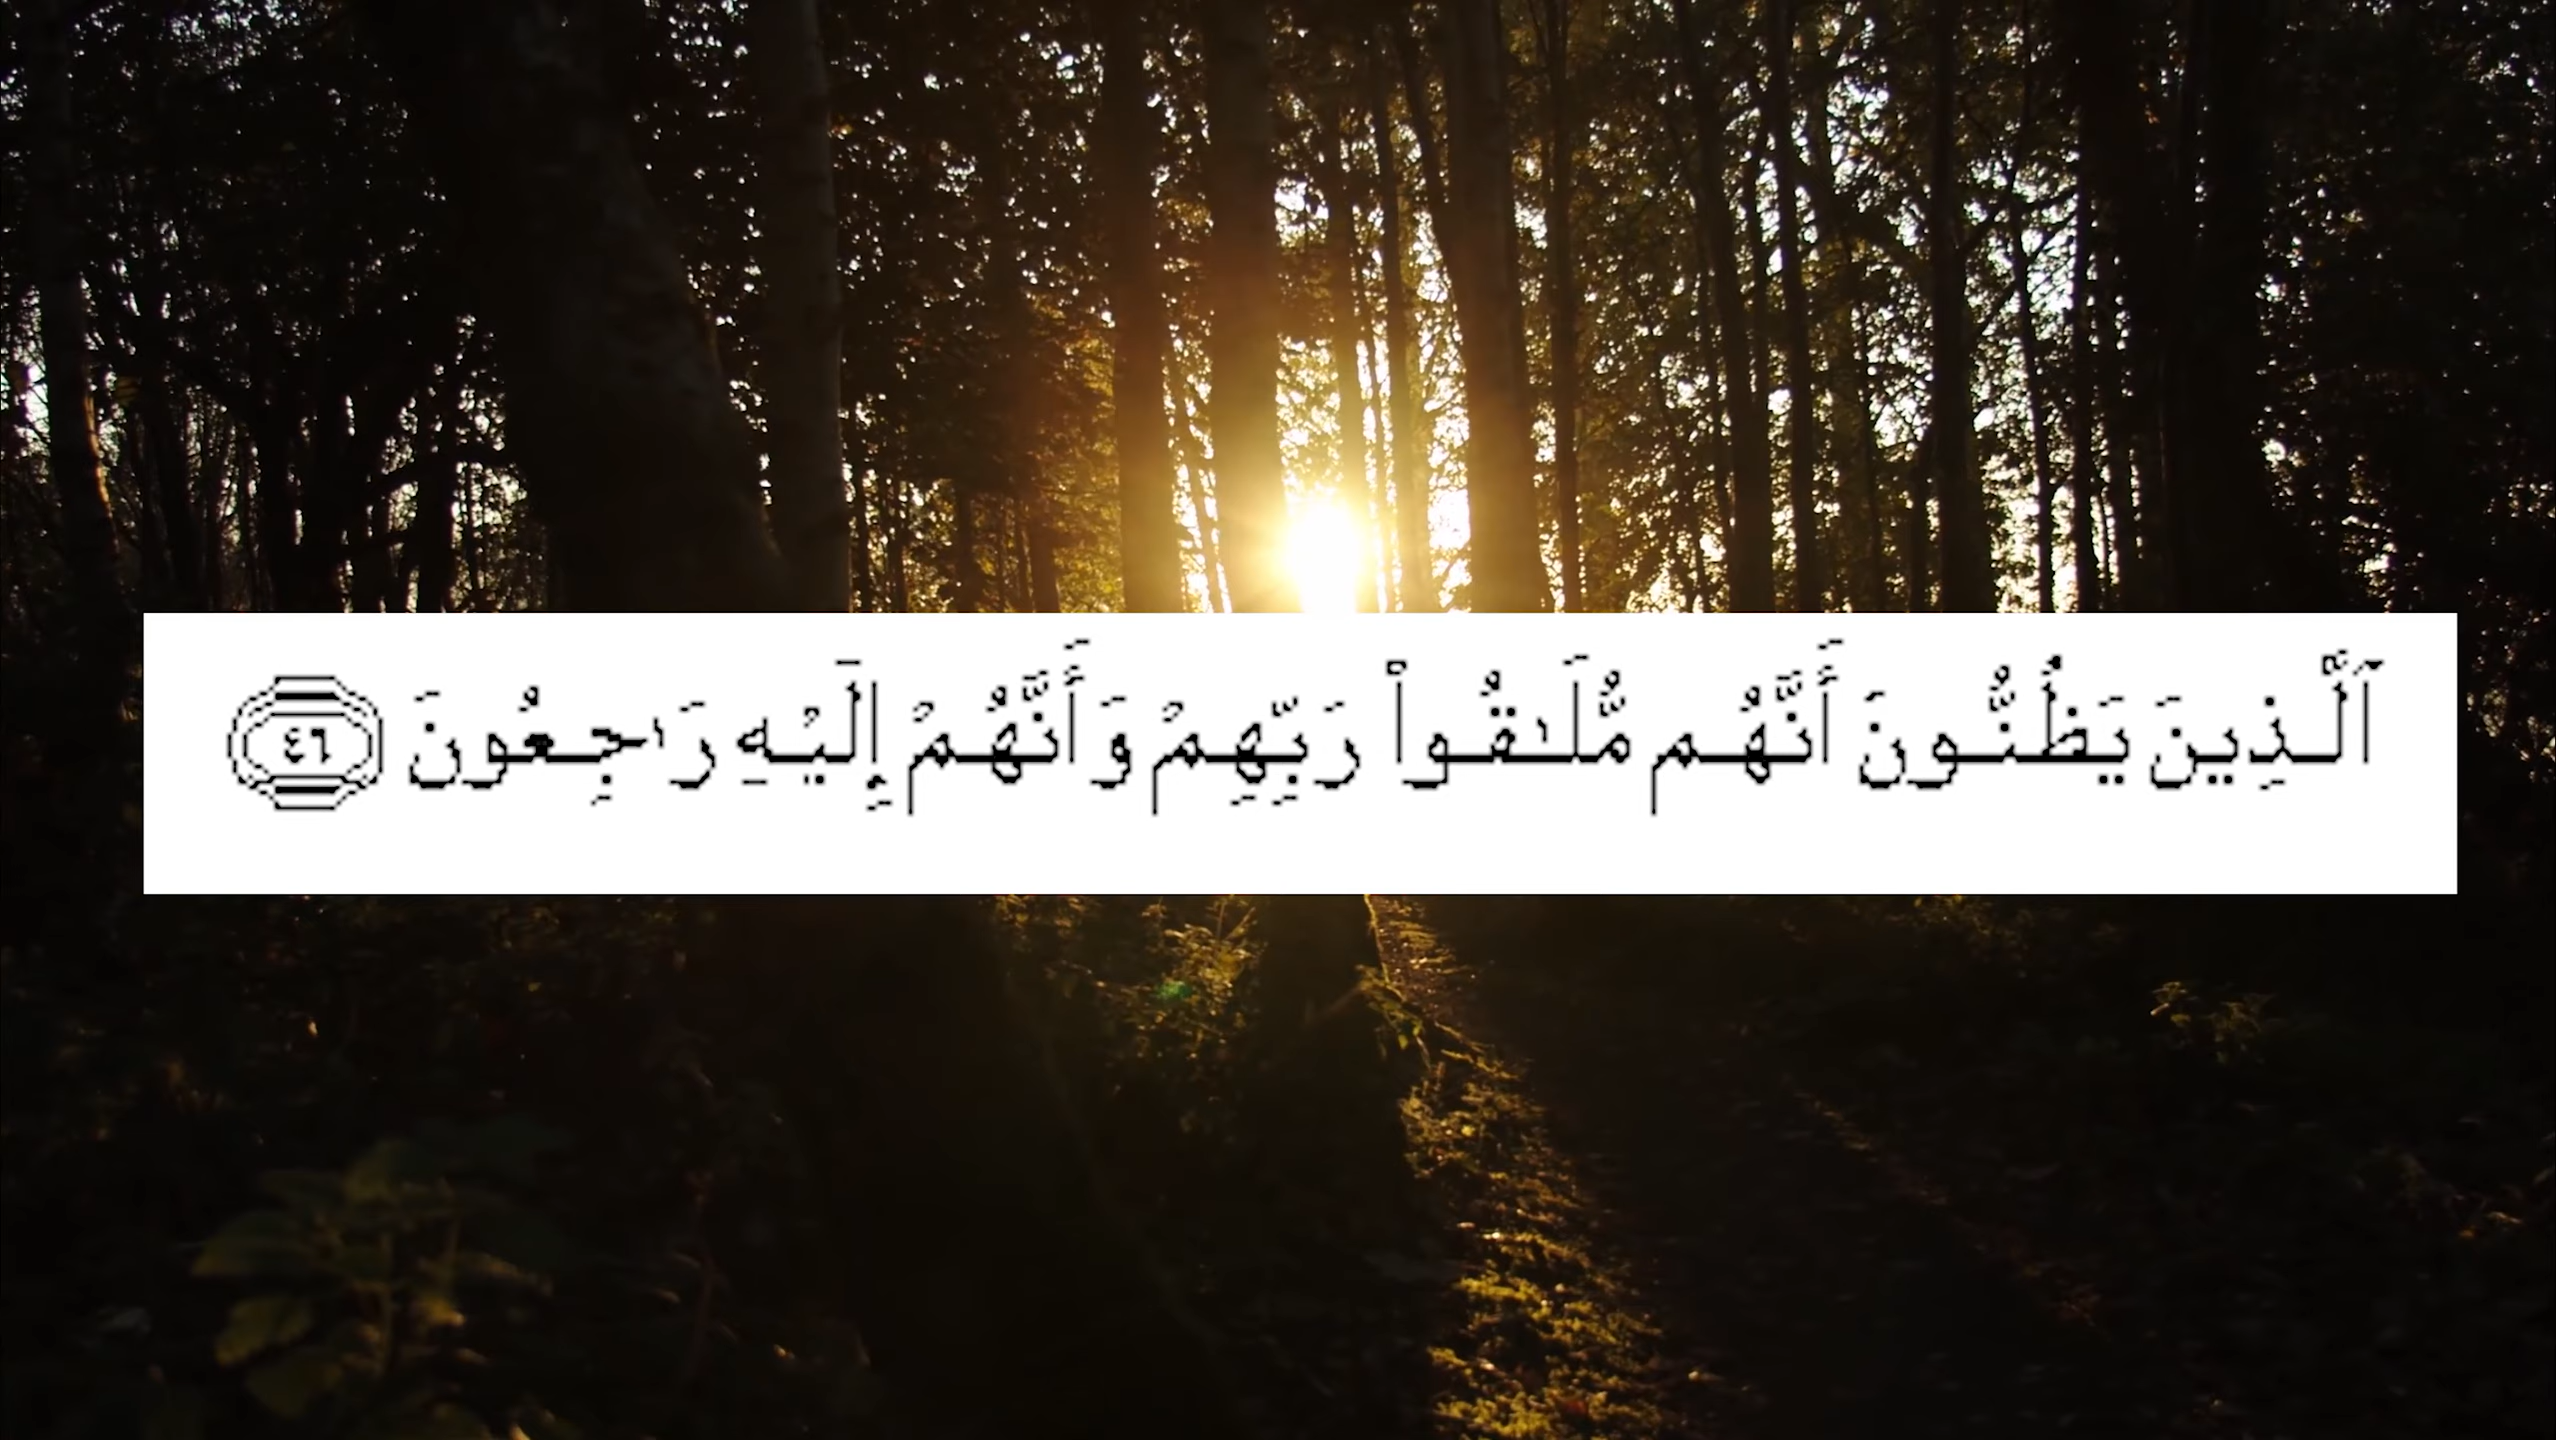 ٱلَّذِينَ يَظُنُّونَ أَنَّهُم مُّلَـٰقُوا۟ رَبِّهِمْ وَأَنَّهُمْ إِلَيْهِ رَٰجِعُونَ ٤٦